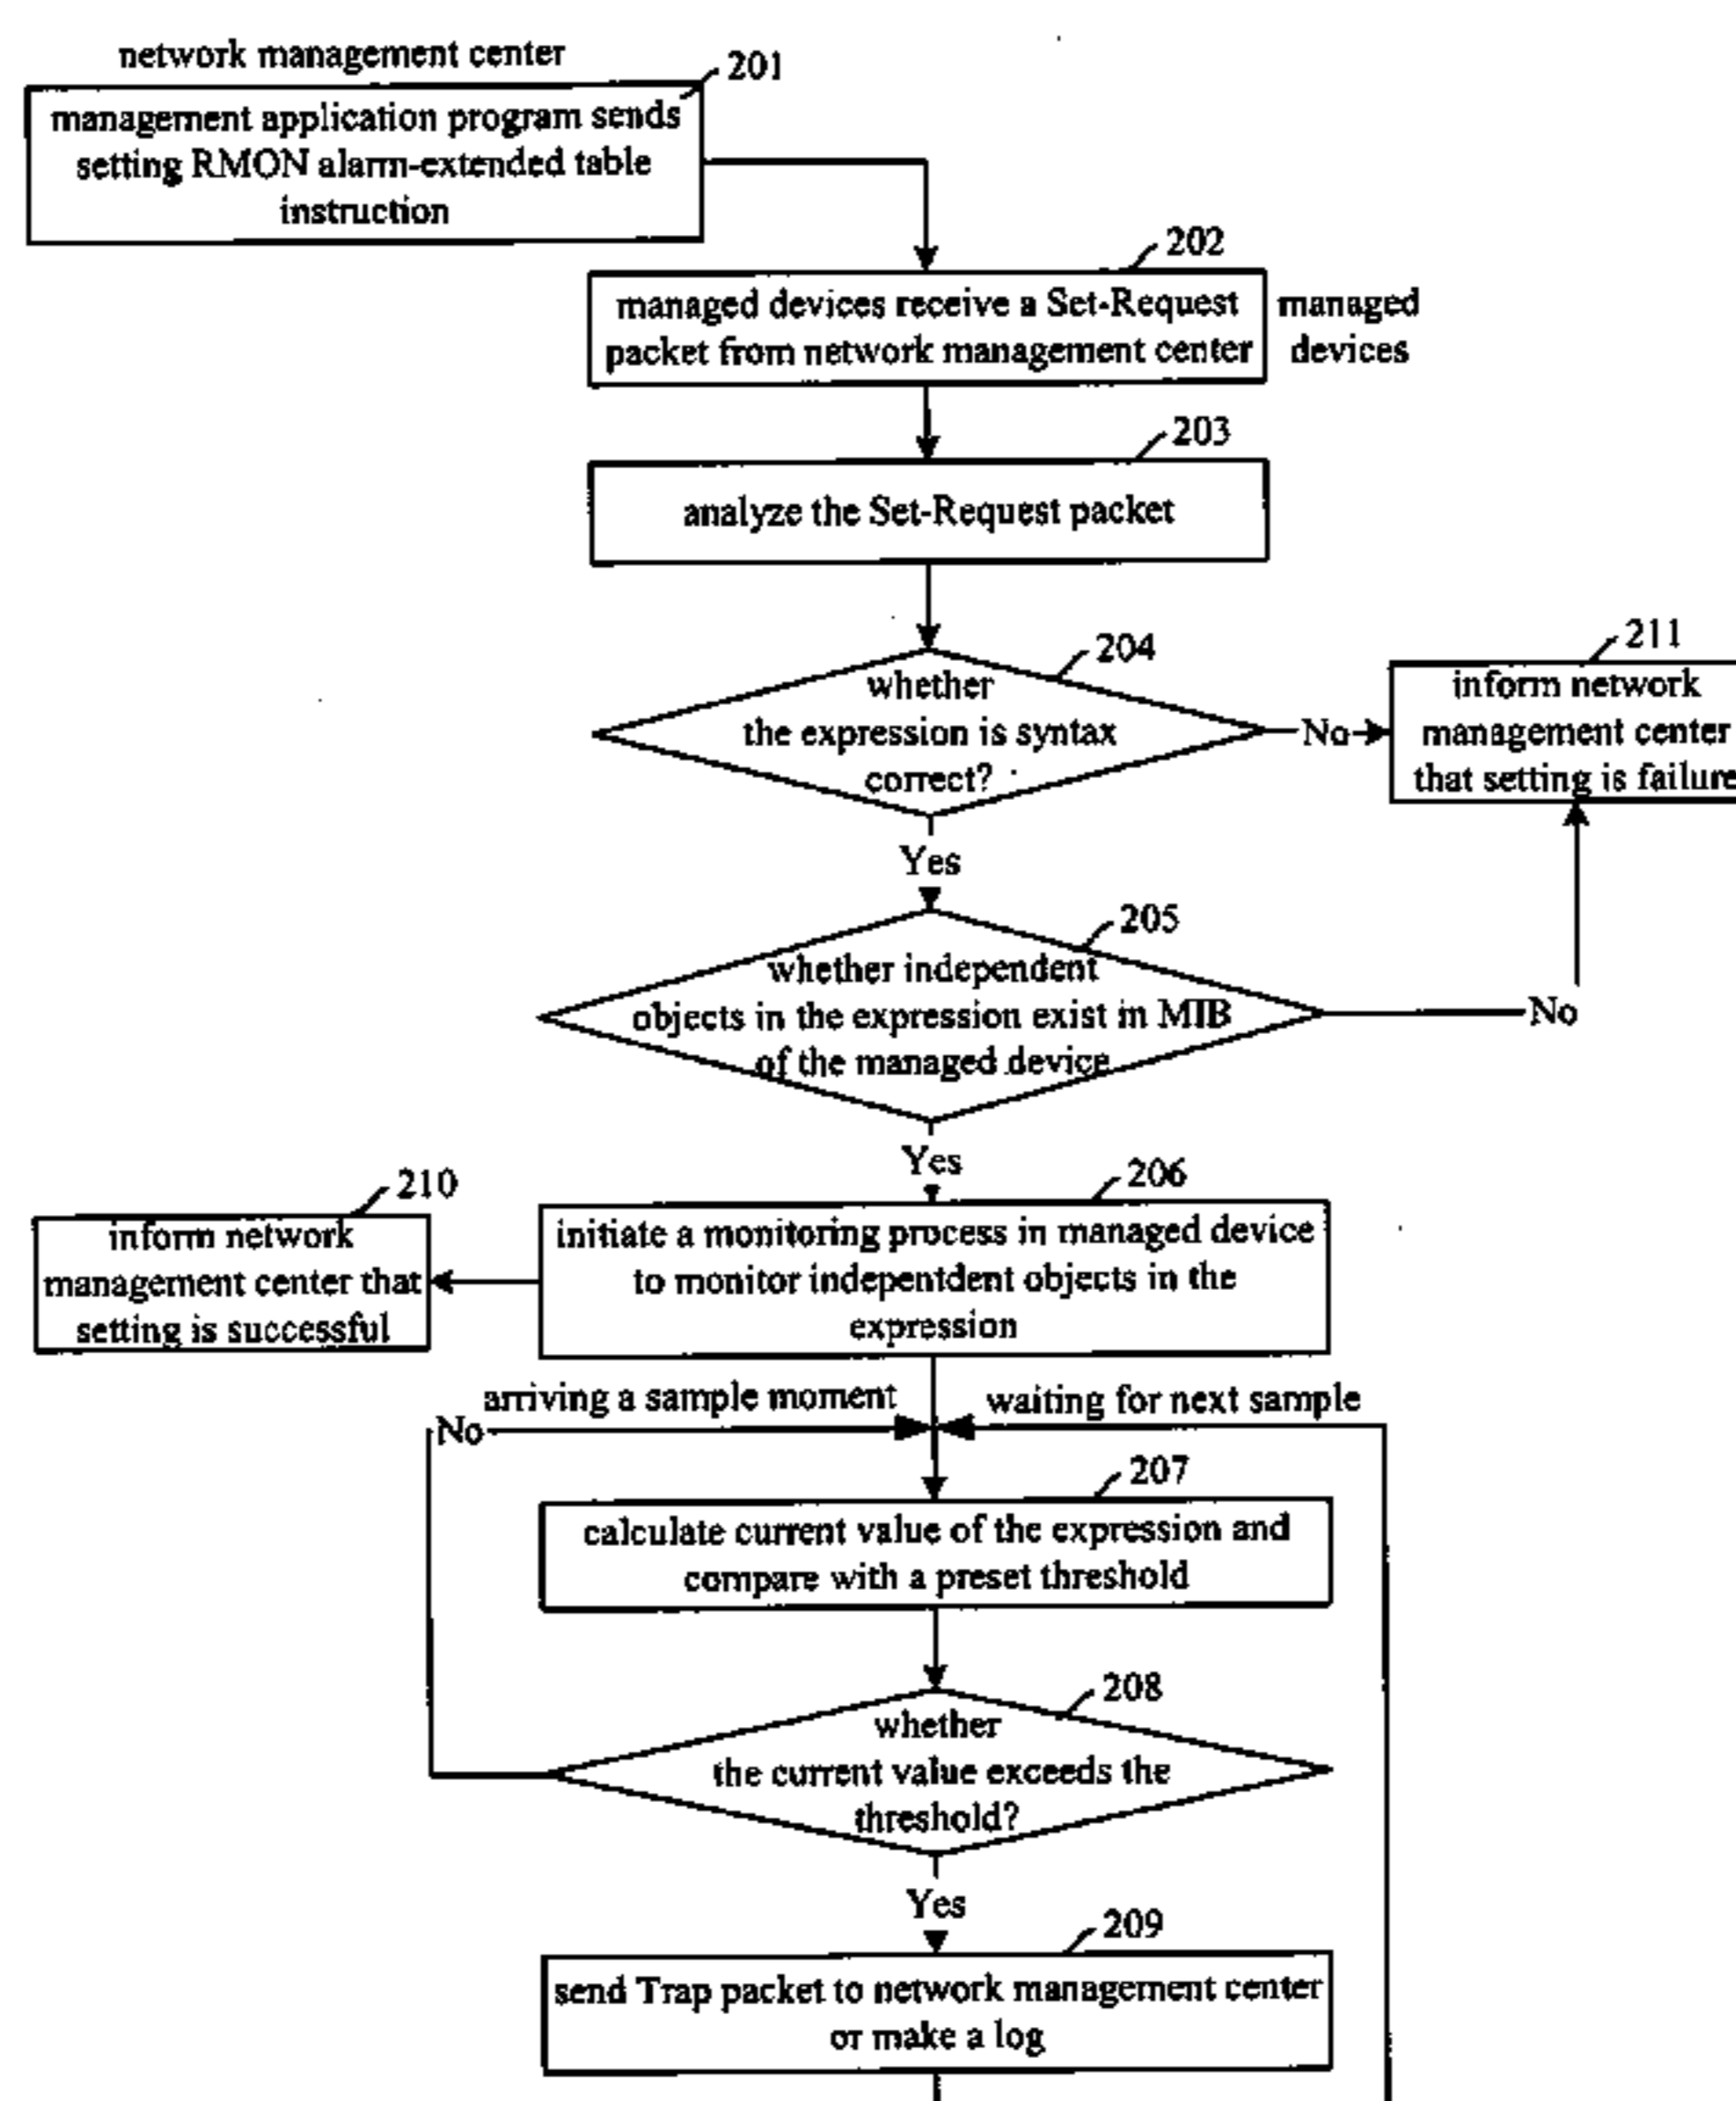 network management center
201
management application program sends
setting RMON alarm-extended table
instruction
202
managed devices receive a Set-Request
packet from network management center
managed
devices
203
analyze the Set-Request packet
204
whether
the expression is syntax
correct?
No
211
inform network
management center
that setting is failure
Yes
205
whether independent
objects in the expression exist in MIB
of the managed device
No
Yes
206
initiate a monitoring process in managed device
to monitor indepentdent objects in the
expression
210
inform network
management center that
setting is successful
arriving a sample moment
waiting for next sample
No
207
calculate current value of the expression and
compare with a preset threshold
208
whether
the current value exceeds the
threshold?
Yes
209
send Trap packet to network management center
or make a log